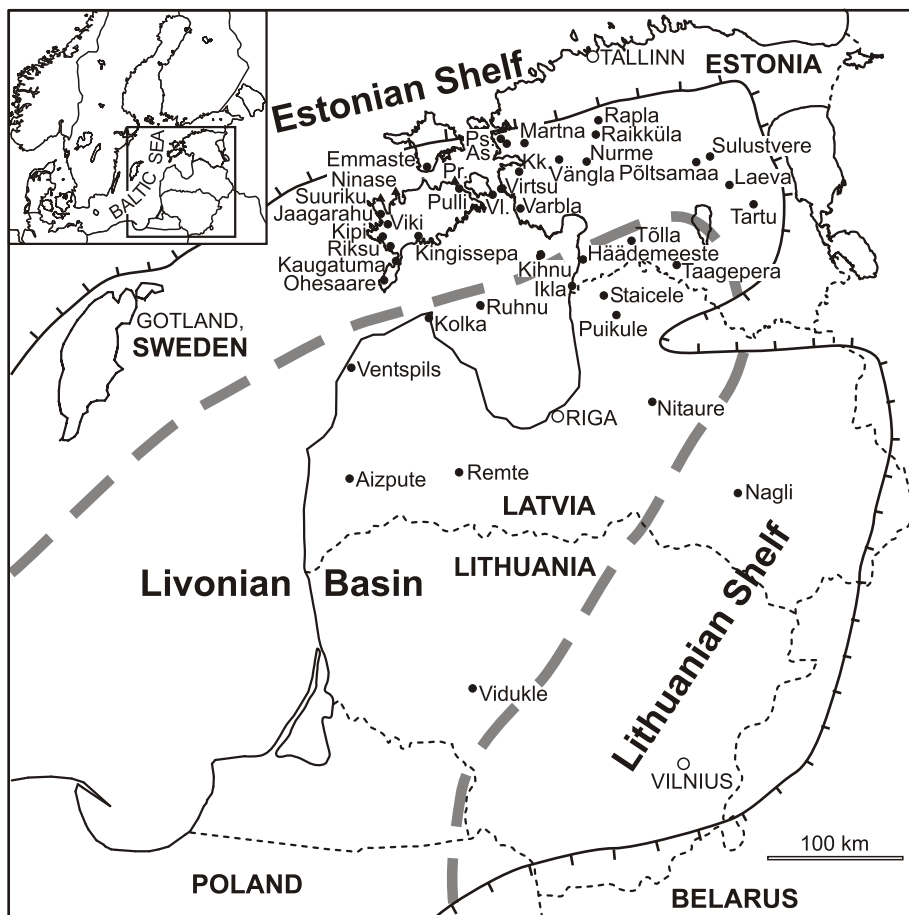 BALTIC SEA
Estonian Shelf
TALLINN
ESTONIA
Rapla
Ps.
Martna
Raikküla
As.
Sulustvere
Emmaste
Kk.
Nurme
Pr.
Vängla
Põltsamaa
Ninase
Virtsu
Laeva
Suuriku
Pulli
Vl.
Varbla
Jaagarahu
Viki
Tartu
Kipi
Tõlla
Riksu
Kingissepa
Häädemeeste
Kaugatuma
Kihnu
Taagepera
Ohesaare
Ikla
Staicele
Ruhnu
GOTLAND,
SWEDEN
Kolka
Puikule
Ventspils
Nitaure
RIGA
Aizpute
Remte
Nagli
LATVIA
Livonian Basin
LITHUANIA
Lithuanian Shelf
Vidukle
VILNIUS
100 km
POLAND
BELARUS